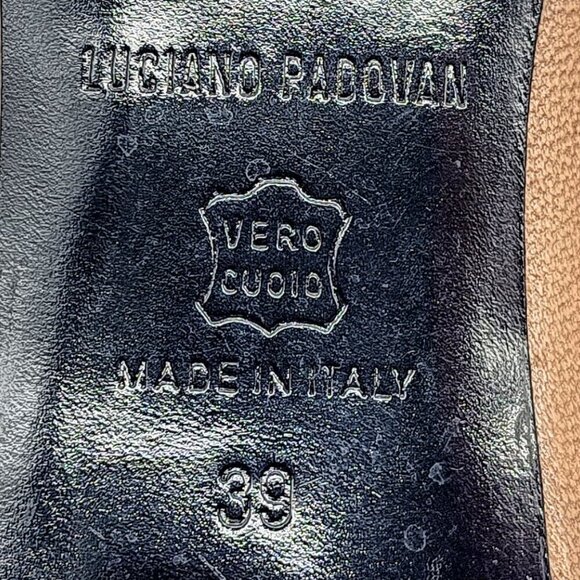 LUCIANO PADOVAN
VERO
CUOIO
MADE IN ITALY
39